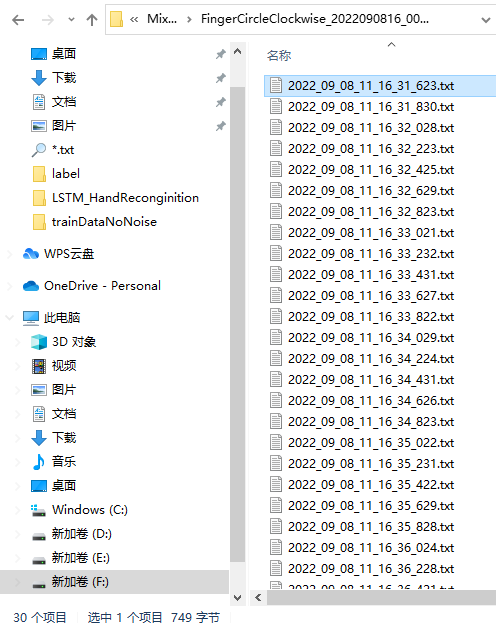 « Mix... › FingerCircleClockwise_2022090816_00...
桌面
下载
文档
图片
*.txt
label
LSTM_HandReconginition
trainDataNoNoise
WPS云盘
OneDrive - Personal
此电脑
3D 对象
视频
图片
文档
下载
音乐
桌面
Windows (C:)
新加卷 (D:)
新加卷 (E:)
新加卷 (F:)
名称
2022_09_08_11_16_31_623.txt
2022_09_08_11_16_31_830.txt
2022_09_08_11_16_32_028.txt
2022_09_08_11_16_32_223.txt
2022_09_08_11_16_32_425.txt
2022_09_08_11_16_32_629.txt
2022_09_08_11_16_32_823.txt
2022_09_08_11_16_33_021.txt
2022_09_08_11_16_33_232.txt
2022_09_08_11_16_33_431.txt
2022_09_08_11_16_33_627.txt
2022_09_08_11_16_33_822.txt
2022_09_08_11_16_34_029.txt
2022_09_08_11_16_34_224.txt
2022_09_08_11_16_34_431.txt
2022_09_08_11_16_34_626.txt
2022_09_08_11_16_34_823.txt
2022_09_08_11_16_35_022.txt
2022_09_08_11_16_35_231.txt
2022_09_08_11_16_35_422.txt
2022_09_08_11_16_35_629.txt
2022_09_08_11_16_35_828.txt
2022_09_08_11_16_36_024.txt
2022_09_08_11_16_36_228.txt
30 个项目
选中 1 个项目 749 字节